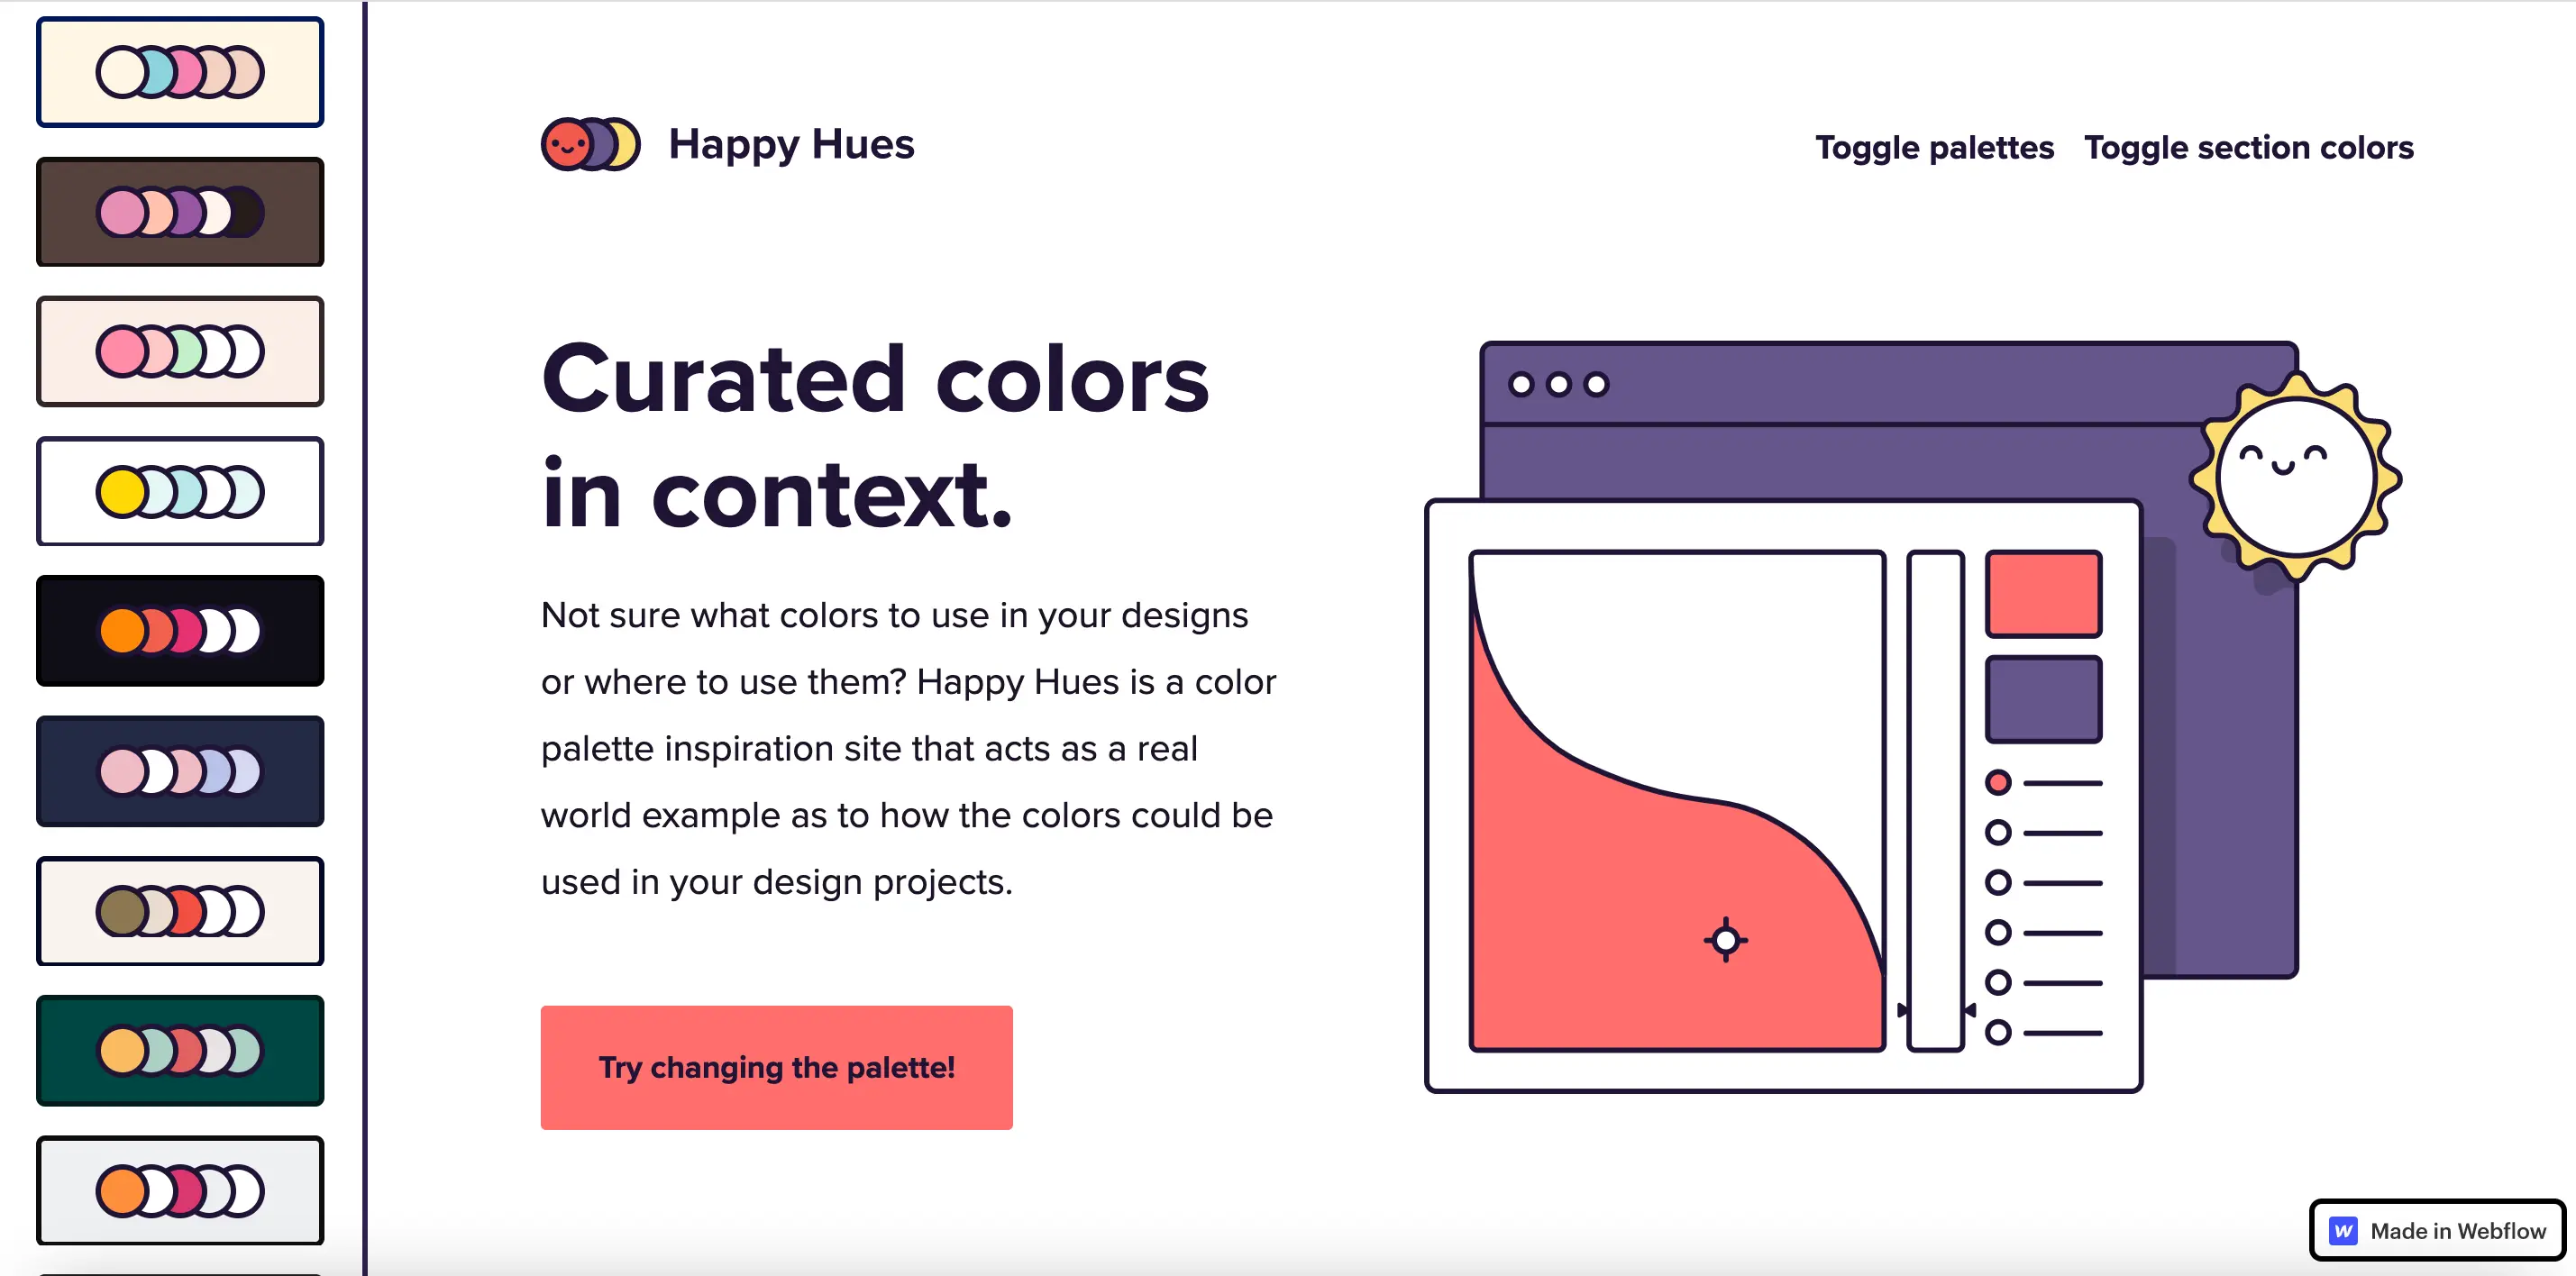 Happy Hues
Toggle palettes
Toggle section colors
Curated colors
in context.
Not sure what colors to use in your designs
or where to use them? Happy Hues is a color
palette inspiration site that acts as a real
world example as to how the colors could be
used in your design projects.
Try changing the palette!
Made in Webflow